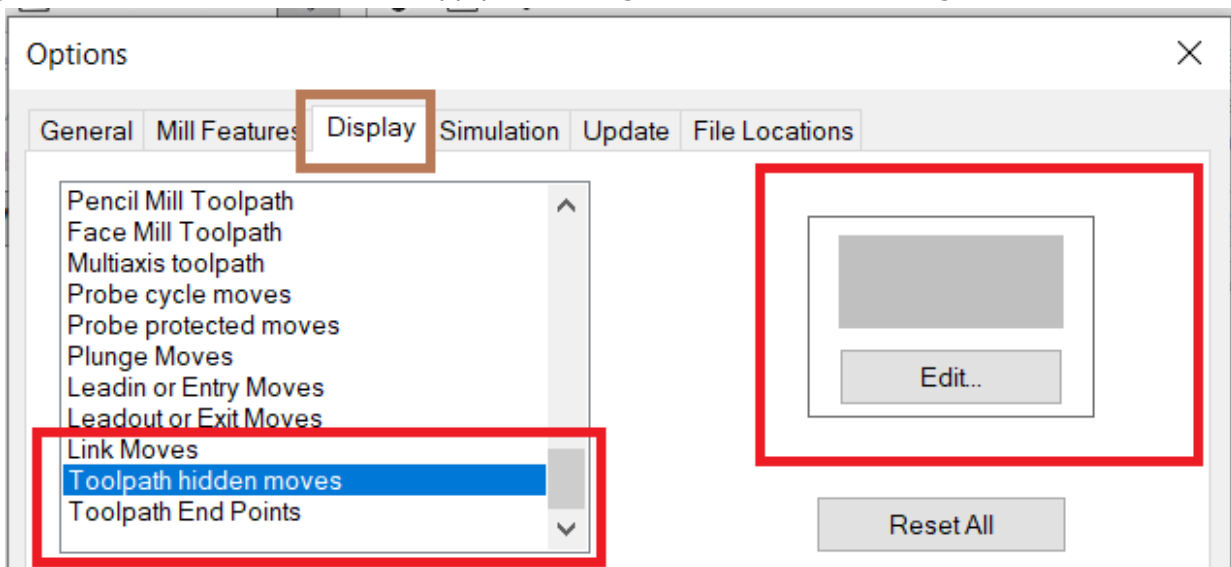 Options
General Mill Features Display Simulation Update File Locations
Pencil Mill Toolpath
Face Mill Toolpath
Multiaxis toolpath
Probe cycle moves
Probe protected moves
Plunge Moves
Leadin or Entry Moves
Leadout or Exit Moves
Link Moves
Toolpath hidden moves
Toolpath End Points
Edit...
Reset All